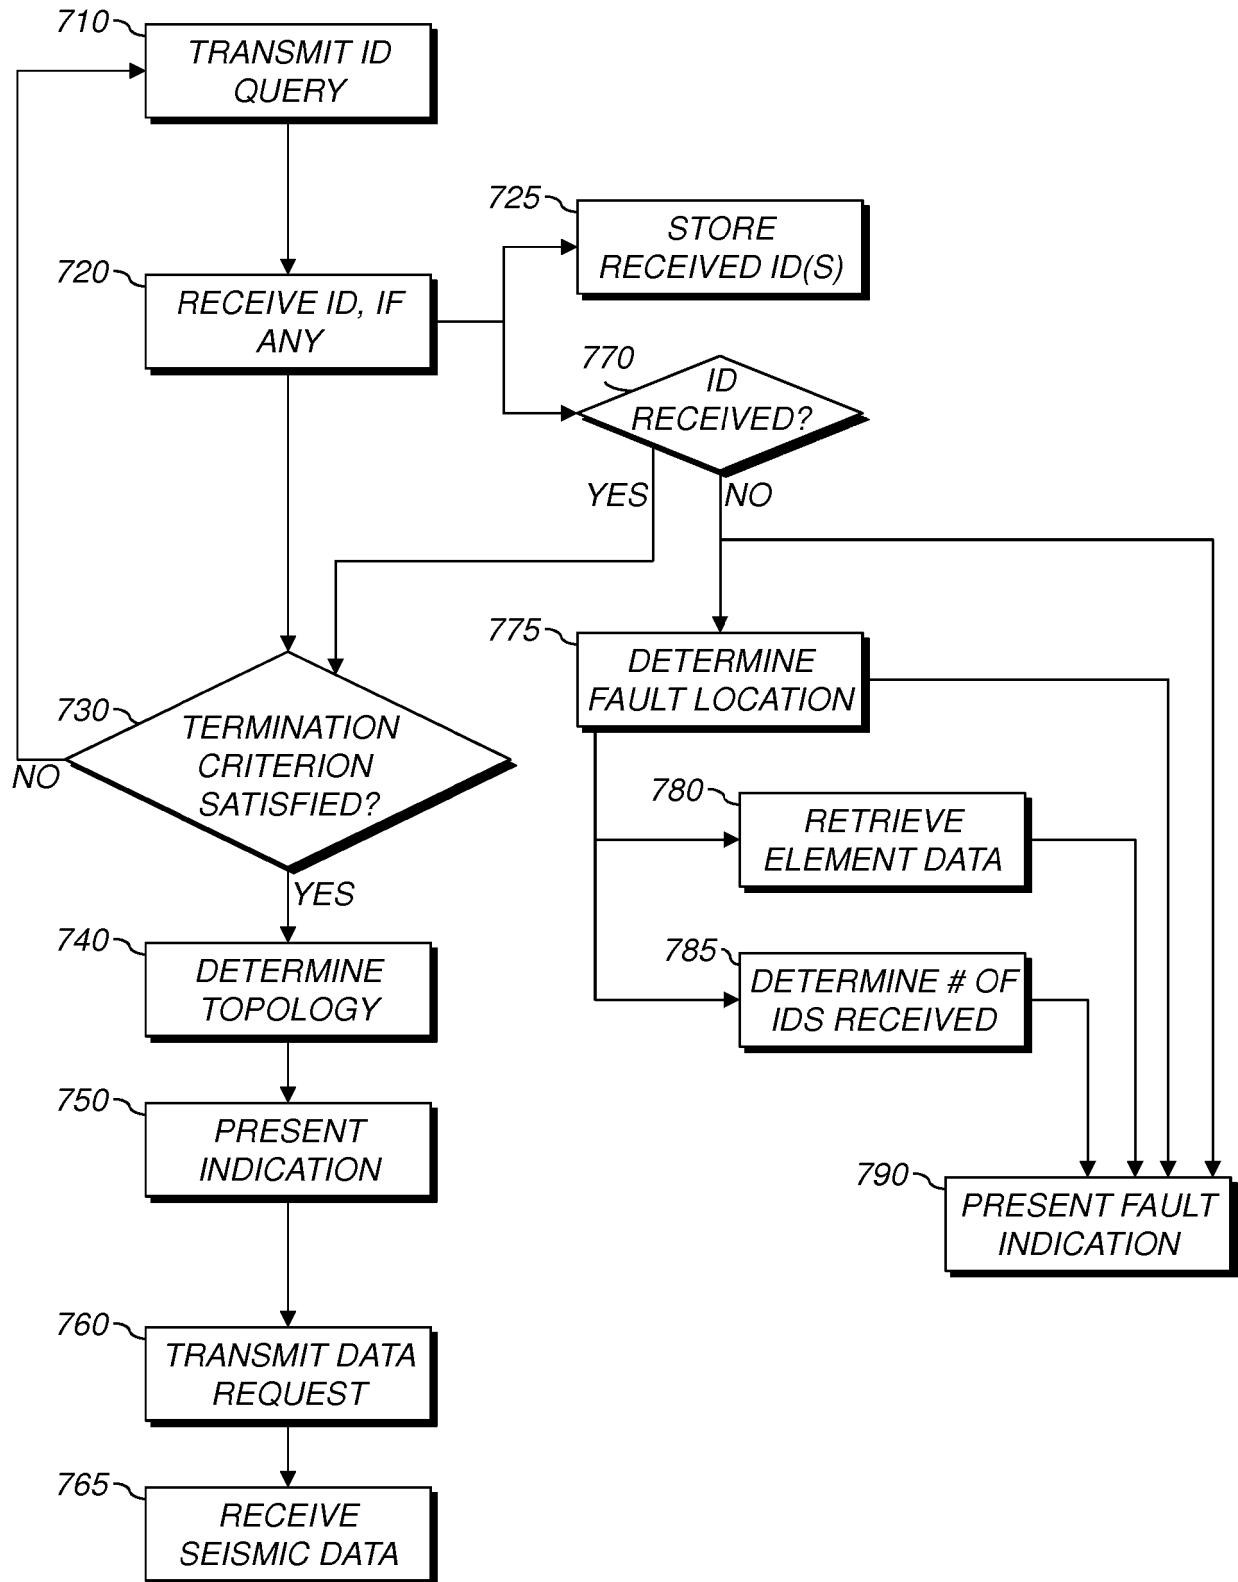 710
TRANSMIT ID
QUERY
725
STORE
RECEIVED ID(S)
720
RECEIVE ID, IF
ANY
770
ID
RECEIVED?
YES
NO
775
DETERMINE
FAULT LOCATION
730
TERMINATION
CRITERION
SATISFIED?
NO
YES
780
RETRIEVE
ELEMENT DATA
740
DETERMINE
TOPOLOGY
785
DETERMINE # OF
IDS RECEIVED
750
PRESENT
INDICATION
790
PRESENT FAULT
INDICATION
760
TRANSMIT DATA
REQUEST
765
RECEIVE
SEISMIC DATA